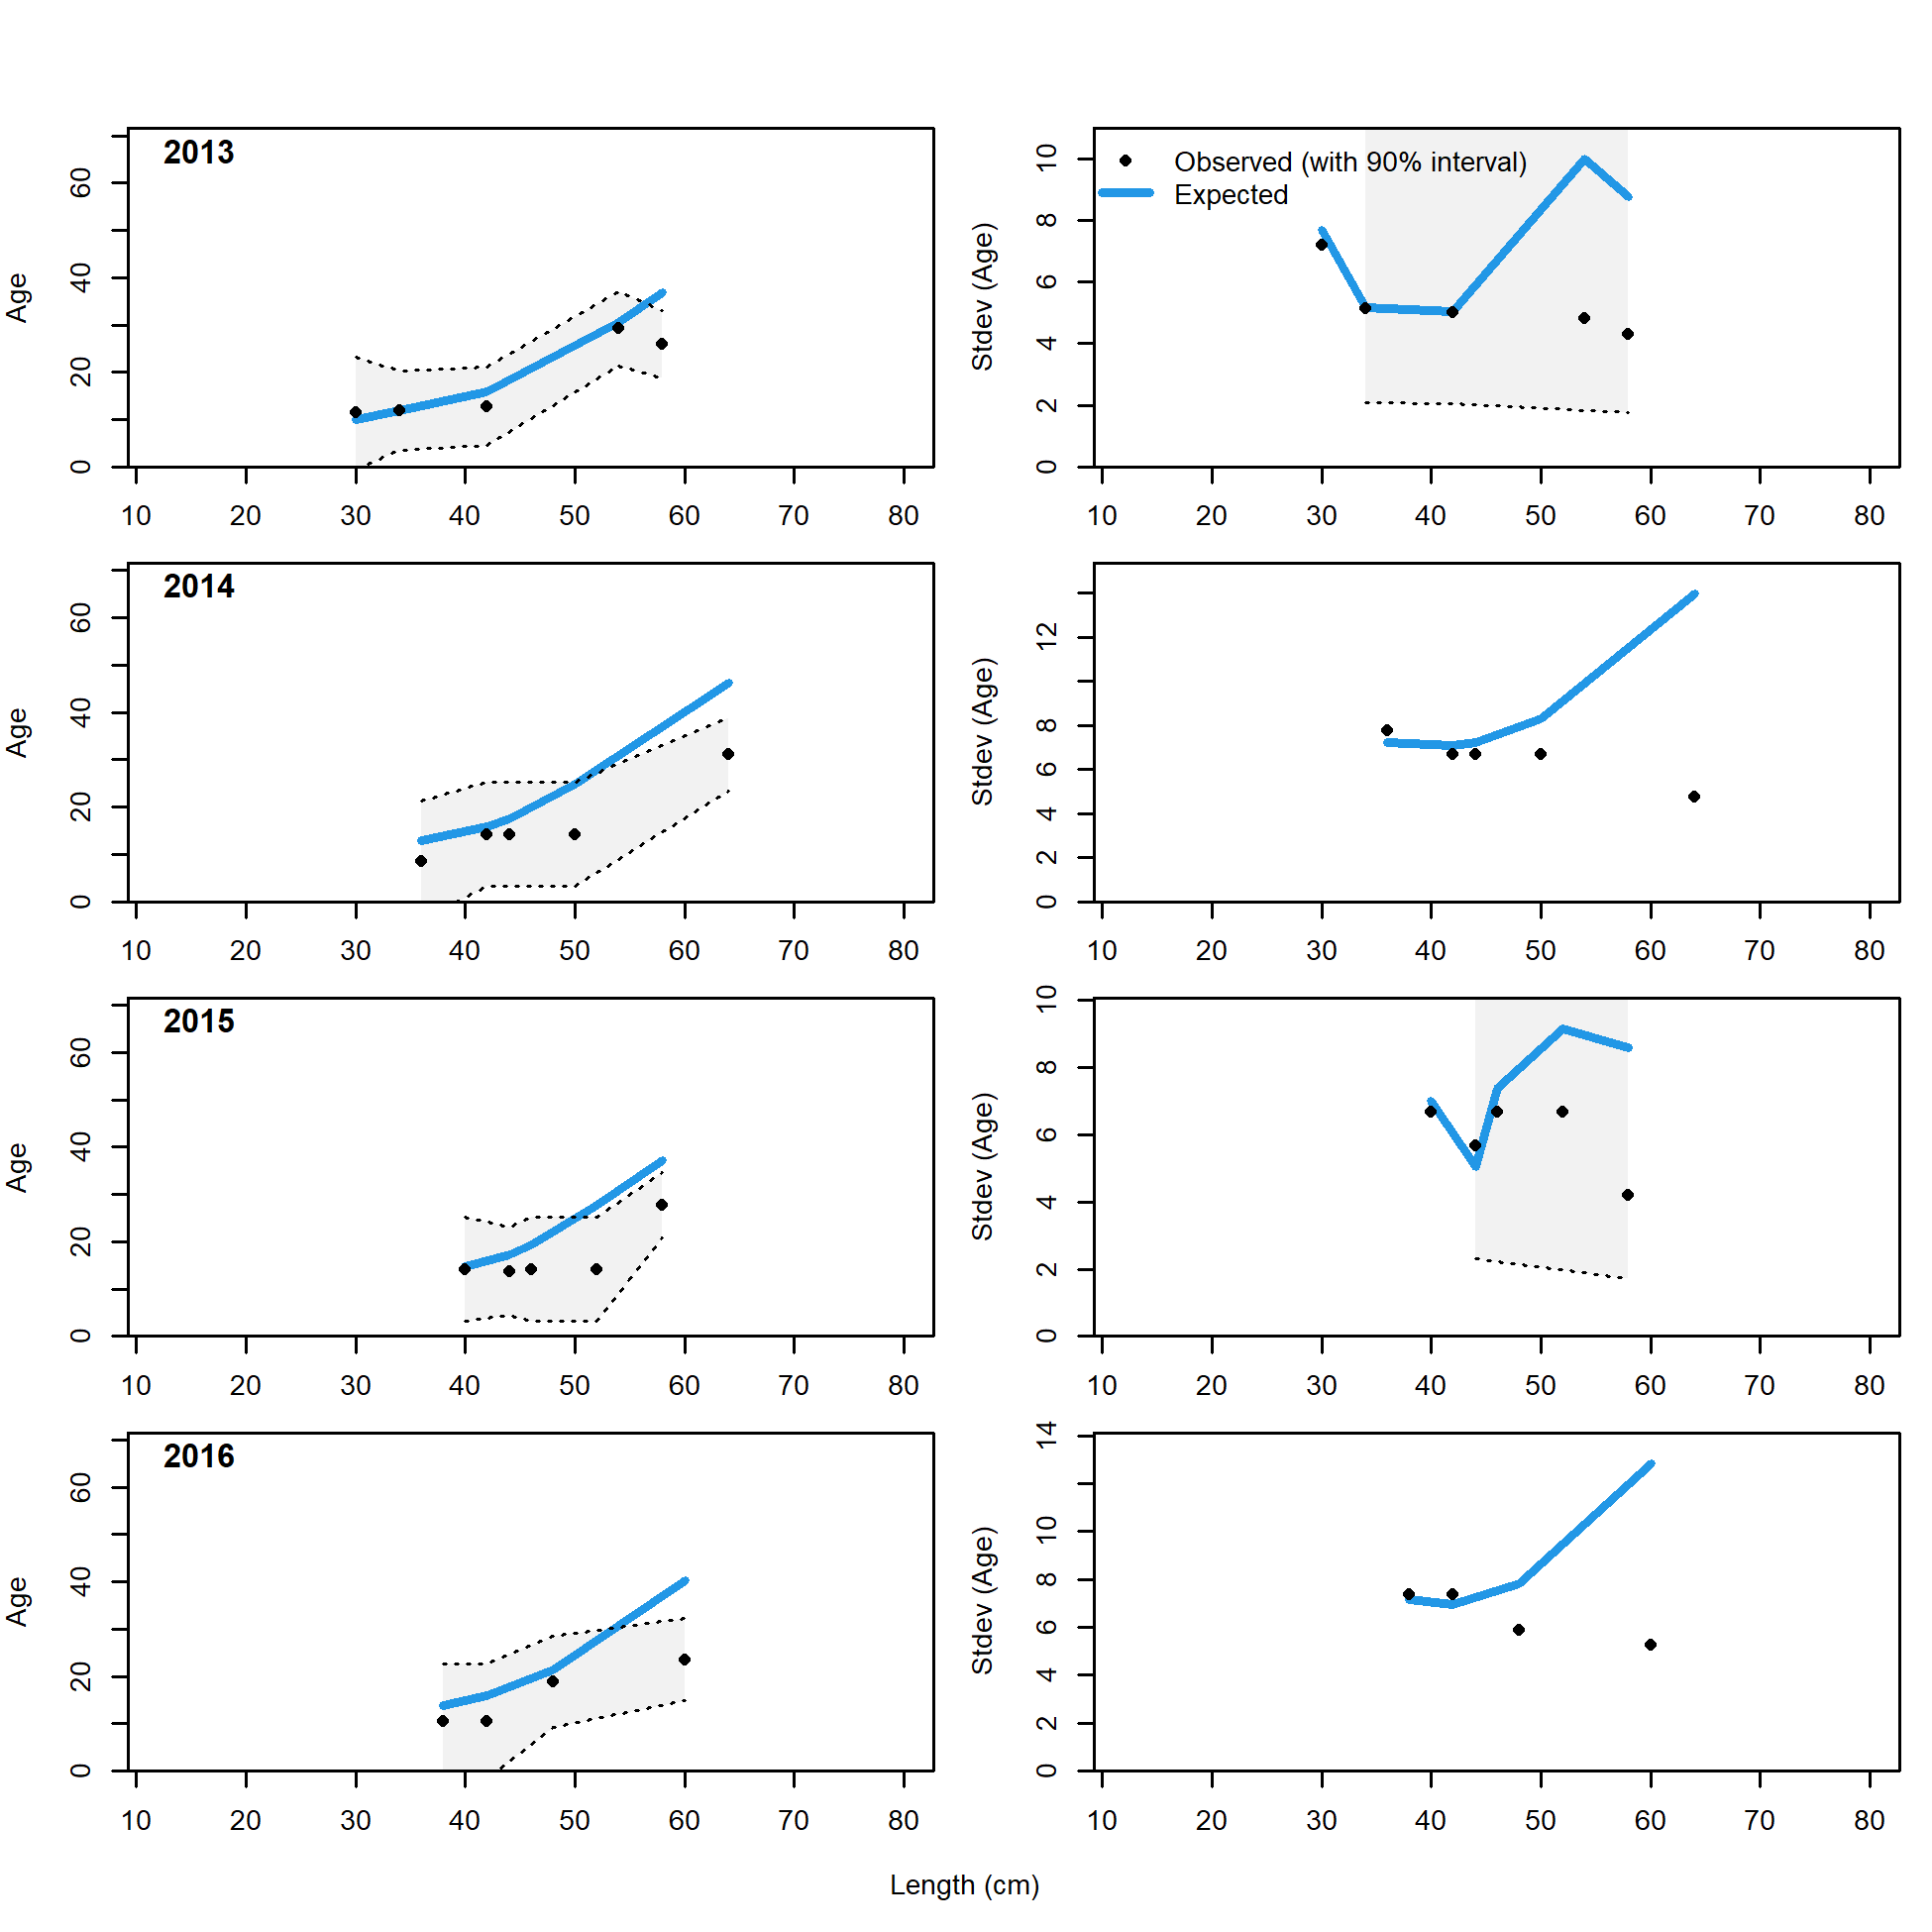 2013
Age
0 20 40 60
10 20 30 40 50 60 70 80
Observed (with 90% interval)
Expected
Stdev (Age)
0 2 4 6 8 10
10 20 30 40 50 60 70 80
2014
Age
0 20 40 60
10 20 30 40 50 60 70 80
Stdev (Age)
0 2 4 6 8 12
10 20 30 40 50 60 70 80
2015
Age
0 20 40 60
10 20 30 40 50 60 70 80
Stdev (Age)
0 2 4 6 8 10
10 20 30 40 50 60 70 80
2016
Age
0 20 40 60
10 20 30 40 50 60 70 80
Stdev (Age)
0 2 4 6 8 10 14
10 20 30 40 50 60 70 80
Length (cm)